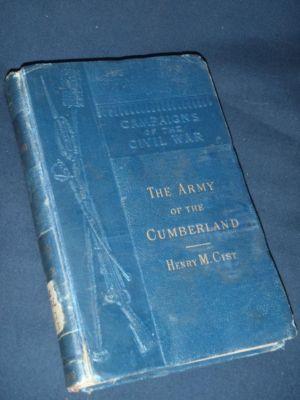 CAMPAIGNS
OF THE
CIVIL WAR
THE ARMY
OF THE
CUMBERLAND
HENRY M. CIST